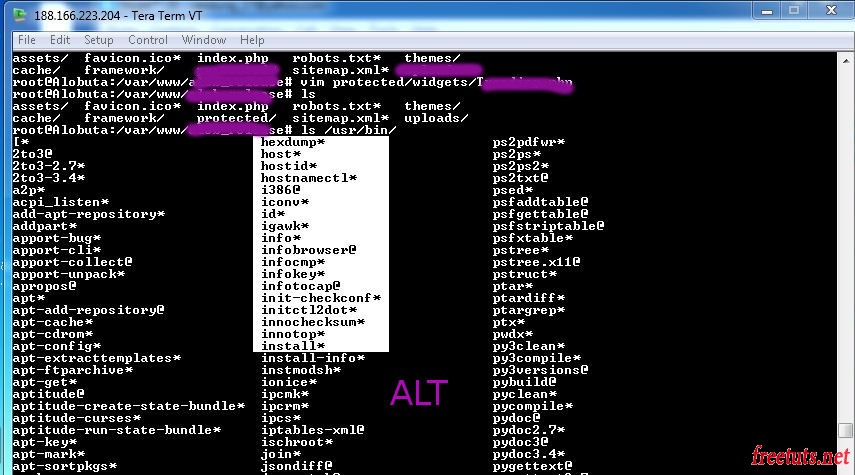 188.166.223.204 - Tera Term VT
File Edit Setup Control Window Help
assets/ favicon.ico* index.php robots.txt* themes/
cache/ framework/ sitemap.xml*
root@Alobuta:/var/www/ # vim protected/widgets/
root@Alobuta:/var/www/ # ls
assets/ favicon.ico* index.php robots.txt* themes/
cache/ framework/ protected/ sitemap.xml* uploads/
root@Alobuta:/var/www/ # ls /usr/bin/
[* hexdump* ps2pdfwr*
2to3@ host* ps2ps*
2to3-2.7* hostid* ps2ps2*
2to3-3.4* hostnamectl* ps2txt@
a2p* i386@ psed*
acpi_listen* iconv* psfaddtable@
add-apt-repository* id* psfgettable@
addpart* igawk* psfstriptable@
apport-bug* info* psfxtable*
apport-cli* infobrowser@ pstree*
apport-collect@ infocmp* pstree.x11@
apport-unpack* infokey* pstruct*
apropos@ infotocap@ ptar*
apt* init-checkconf* ptardiff*
apt-add-repository@ initctl2dot* ptargrep*
apt-cache* innochecksum* ptx*
apt-cdrom* innotop* pwdx*
apt-config* install* py3clean*
apt-extracttemplates* install-info* py3compile*
apt-ftparchive* instmodsh* py3versions@
apt-get* ionice* pybuild@
aptitude@ ipcmk* pyclean*
aptitude-create-state-bundle* ipcrm* pycompile*
aptitude-curses* ipcs* pydoc@
aptitude-run-state-bundle* iptables-xml@ pydoc2.7*
apt-key* ischroot* pydoc3@
apt-mark* join* pydoc3.4*
apt-sortpkgs* jsondiff@ pygettext@
ALT
freetuts.net